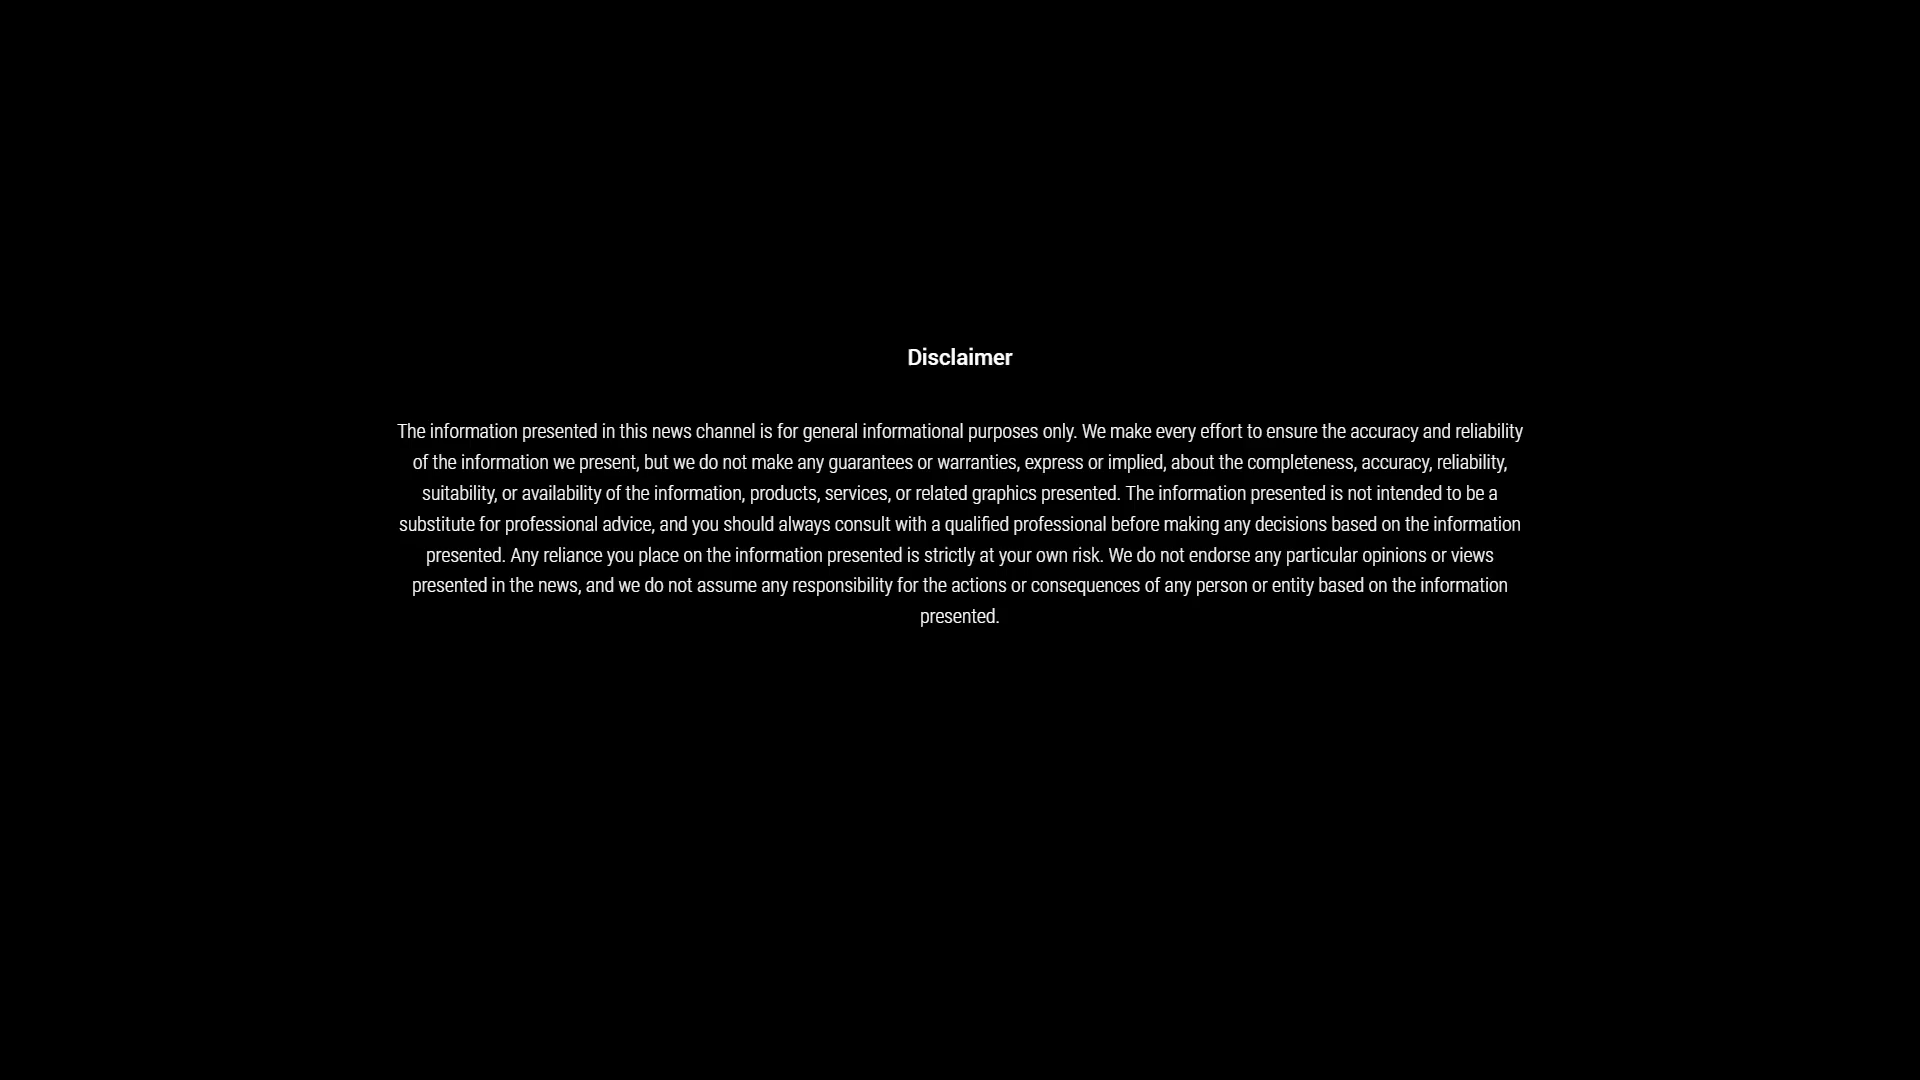 Disclaimer
The information presented in this news channel is for general informational purposes only. We make every effort to ensure the accuracy and reliability
of the information we present, but we do not make any guarantees or warranties, express or implied, about the completeness, accuracy, reliability,
suitability, or availability of the information, products, services, or related graphics presented. The information presented is not intended to be a
substitute for professional advice, and you should always consult with a qualified professional before making any decisions based on the information
presented. Any reliance you place on the information presented is strictly at your own risk. We do not endorse any particular opinions or views
presented in the news, and we do not assume any responsibility for the actions or consequences of any person or entity based on the information
presented.